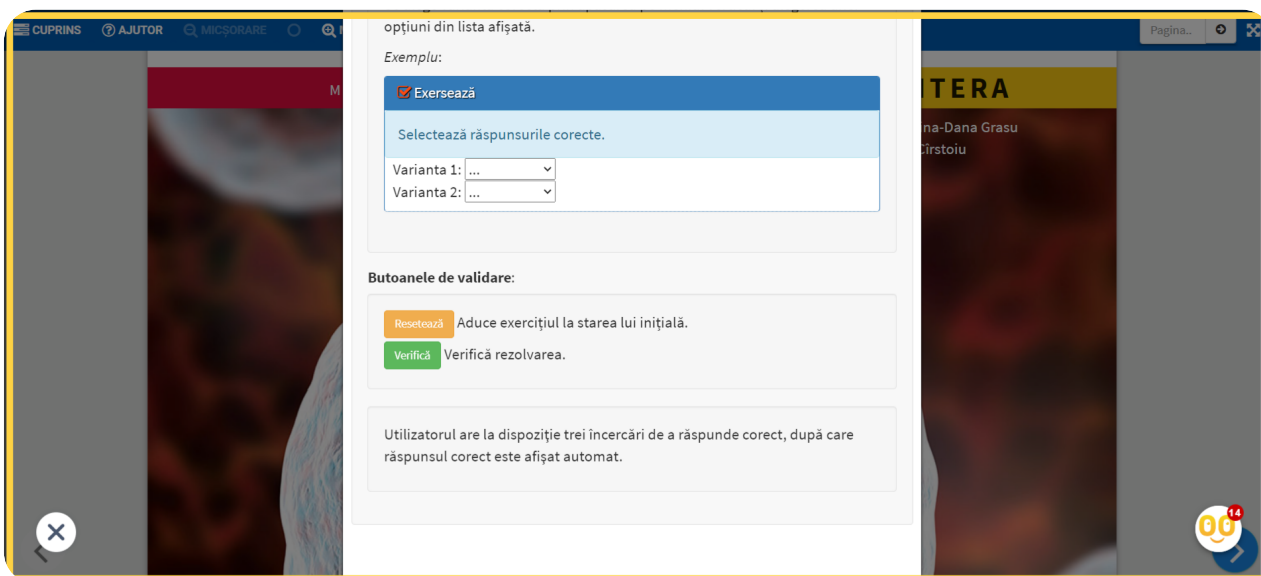 CUPRINS AJUTOR MICȘORARE Pagina..
opțiuni din lista afișată.
Exemplu:
Exersează
Selectează răspunsurile corecte.
Varianta 1: ...
Varianta 2: ...
Butoanele de validare:
Resetează Aduce exercițiul la starea lui inițială.
Verifică Verifică rezolvarea.
Utilizatorul are la dispoziție trei încercări de a răspunde corect, după care
răspunsul corect este afișat automat.
M
TERA
na-Dana Grasu
Cîrstoiu
14